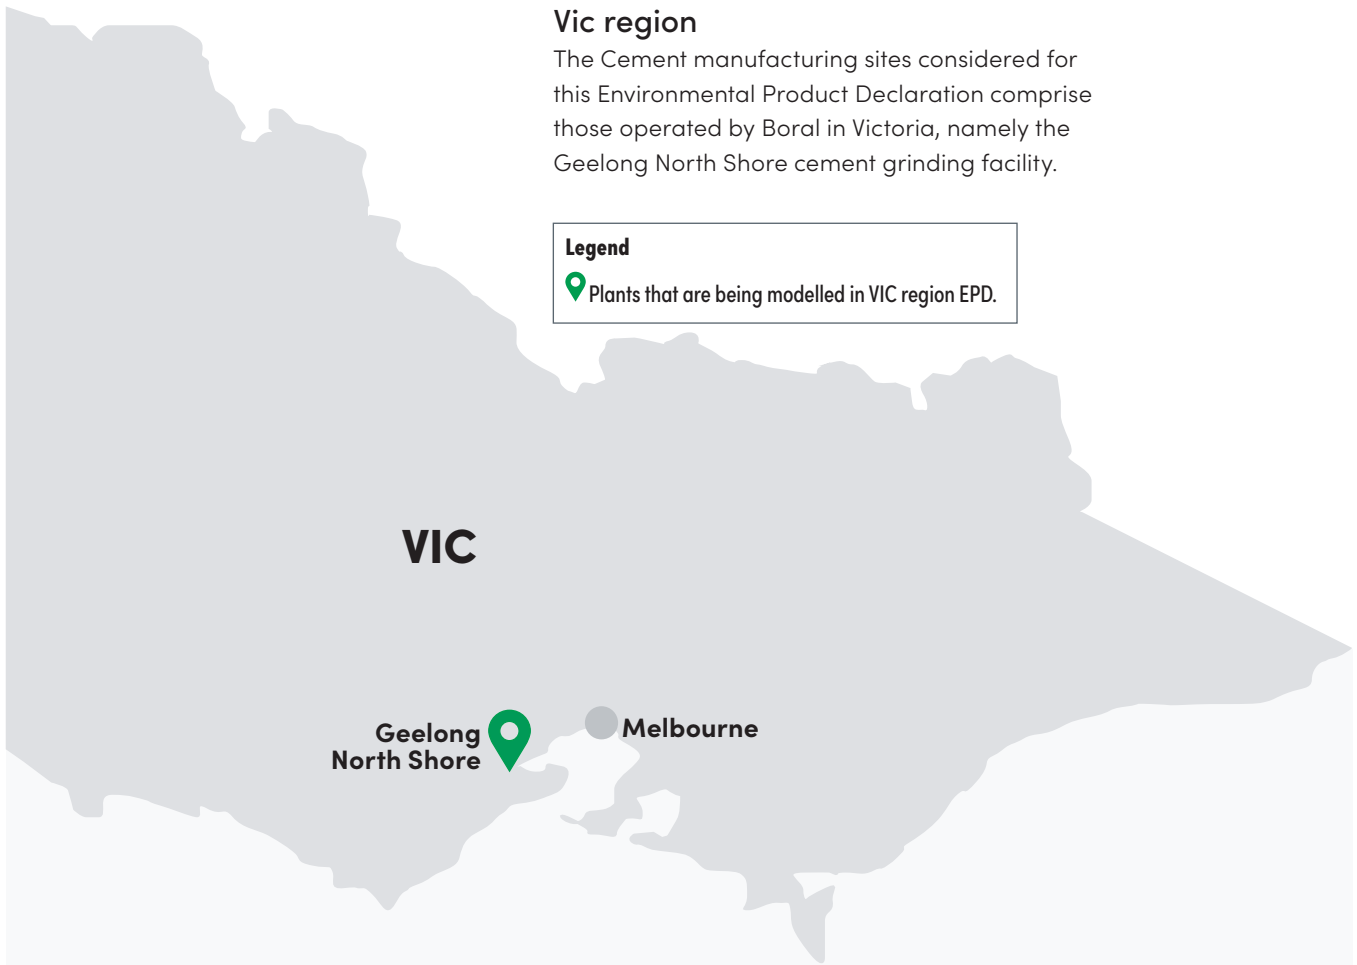 Vic region
The Cement manufacturing sites considered for
this Environmental Product Declaration comprise
those operated by Boral in Victoria, namely the
Geelong North Shore cement grinding facility.
Legend
Plants that are being modelled in VIC region EPD.
VIC
Geelong
North Shore
Melbourne